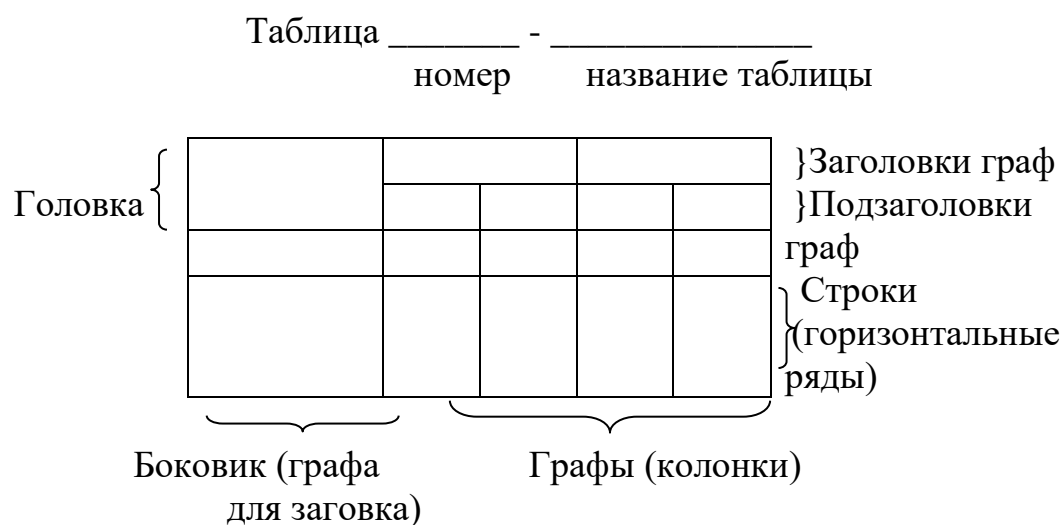 Таблица _______ - ______________
номер название таблицы
}Заголовки граф
Головка
}Подзаголовки
граф
Строки
(горизонтальные
ряды)
Боковик (графа
для заговка)
Графы (колонки)